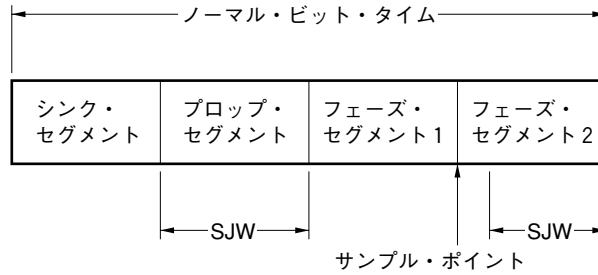 ノーマル・ビット・タイム
シンク・
セグメント
プロップ・
セグメント
フェーズ・
セグメント1
フェーズ・
セグメント2
SJW
SJW
サンプル・ポイント